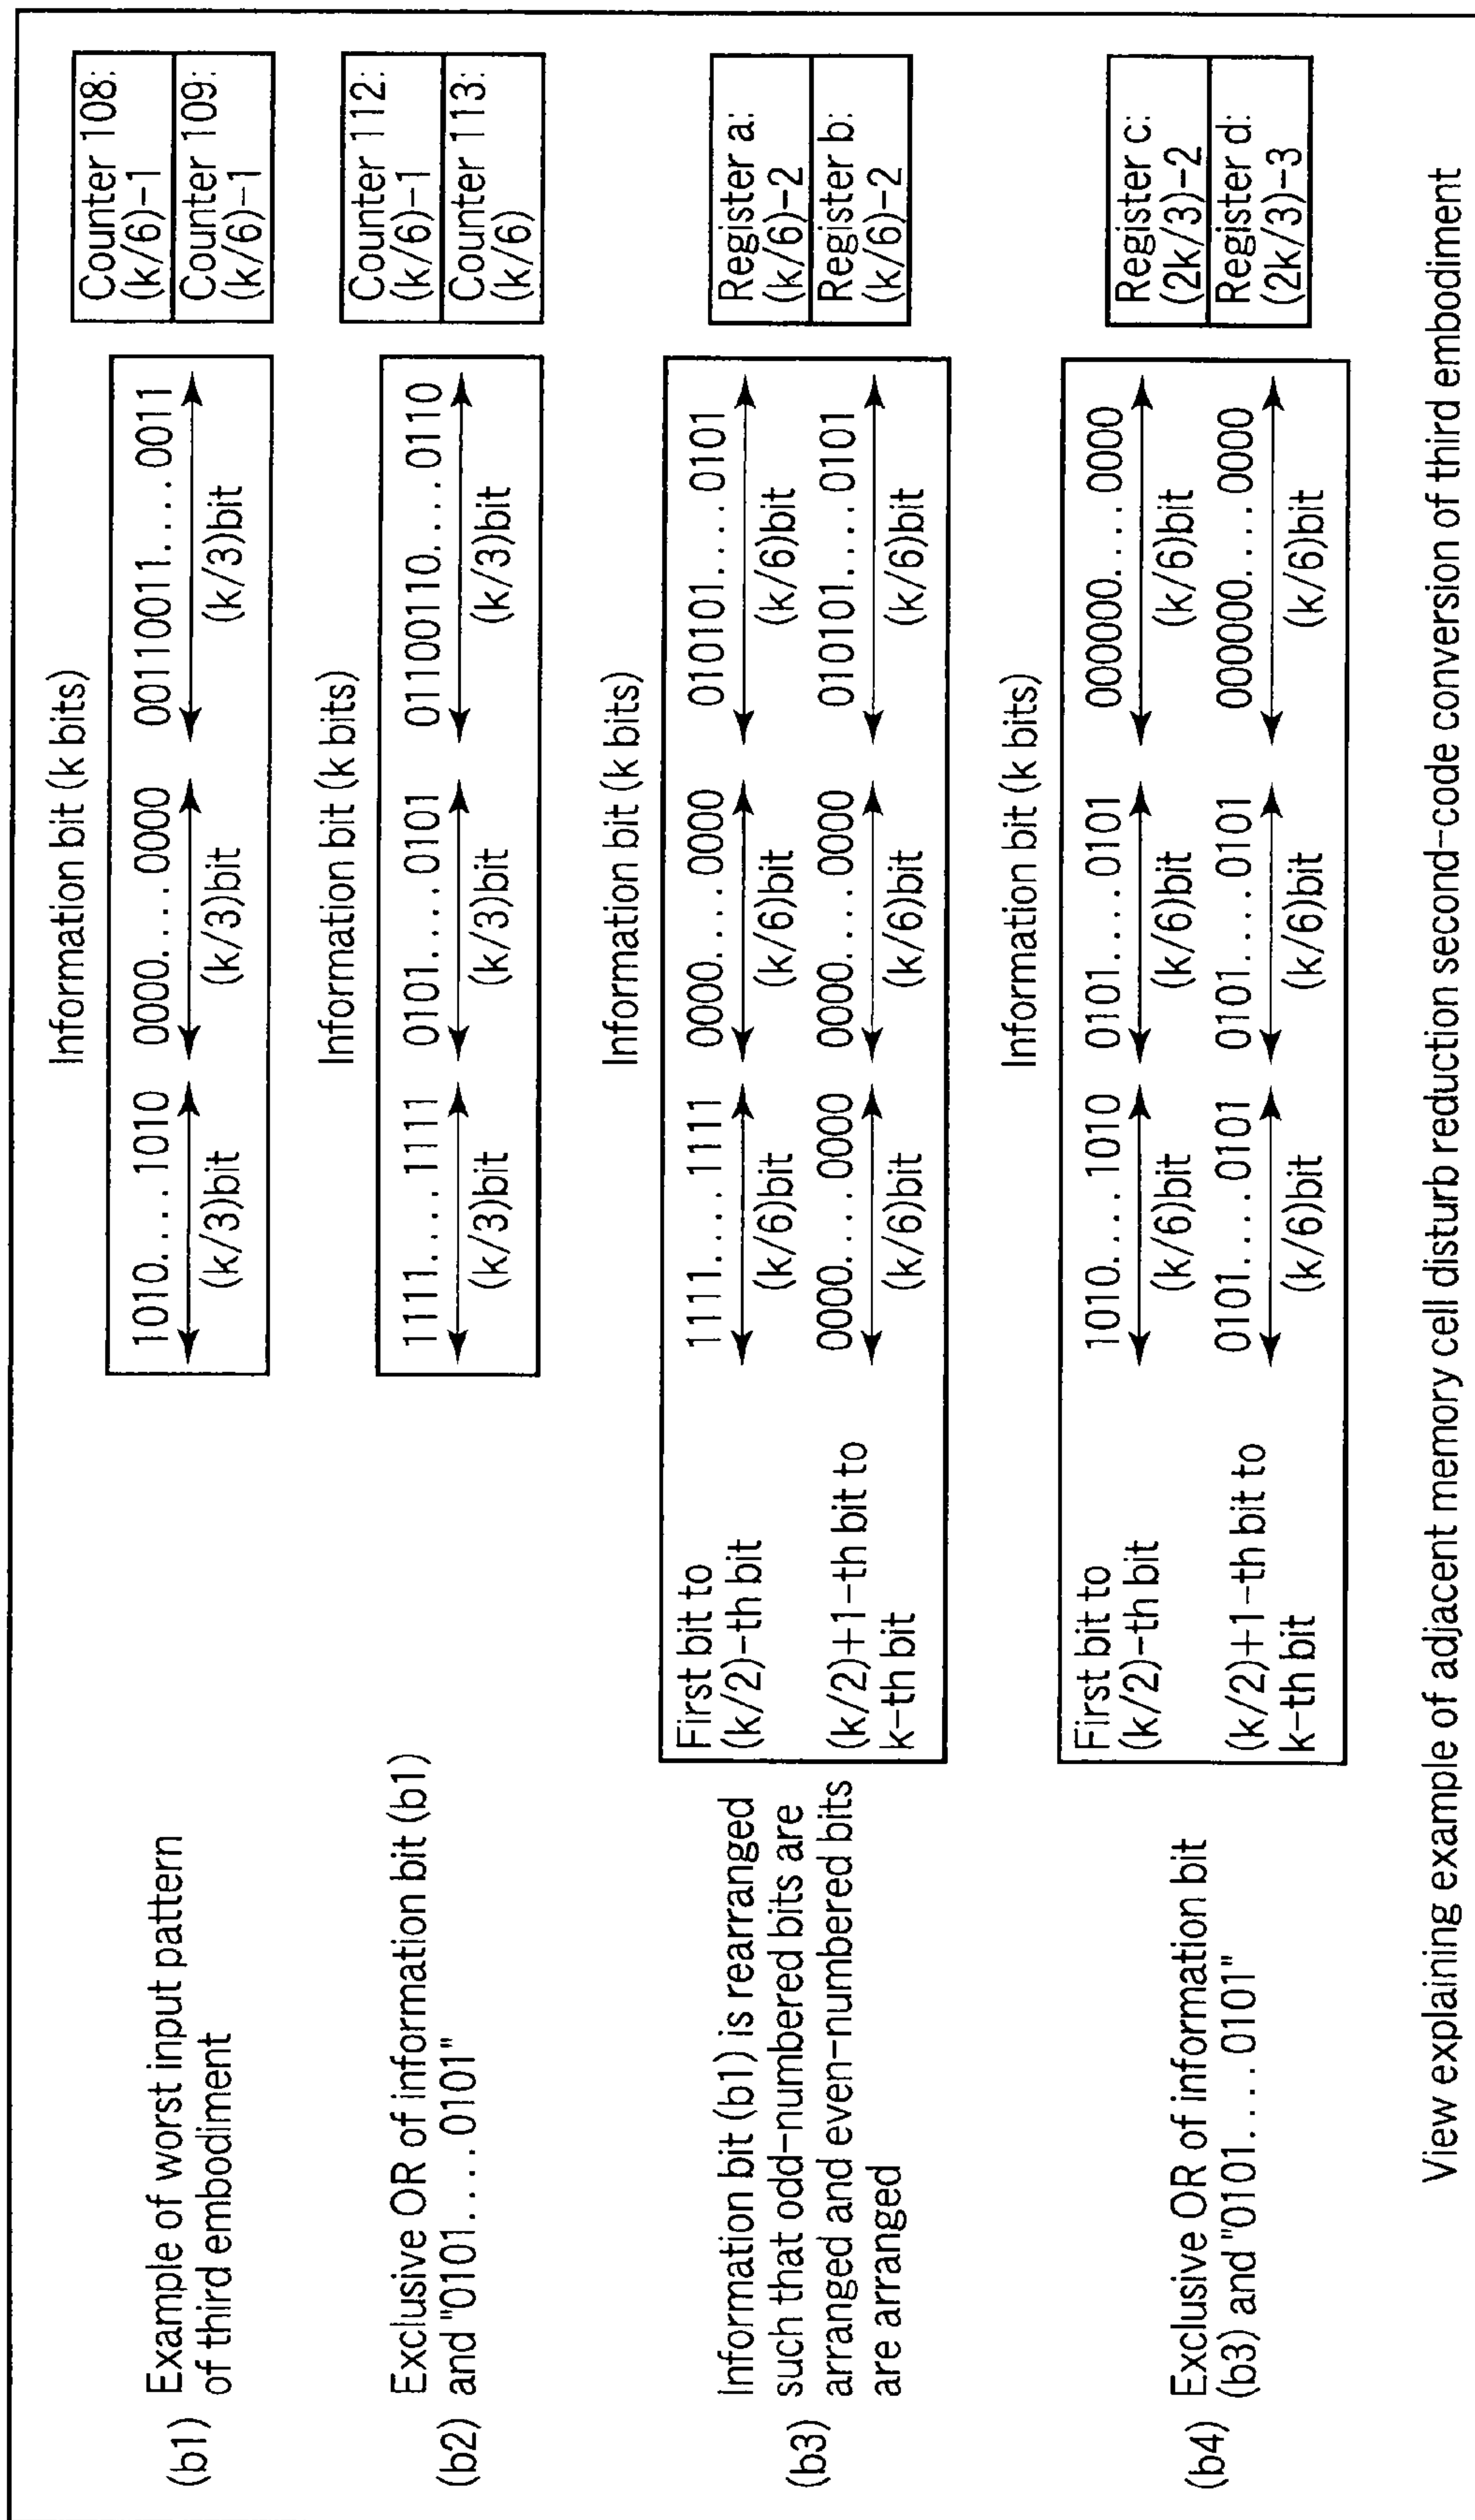 (b1) Example of worst input pattern
of third embodiment
Information bit (k bits)
1010....1010 0000....0000 00110011....0011
(k/3)bit (k/3)bit (k/3)bit
Counter 108:
(k/6)-1
Counter 109:
(k/6)-1
(b2) Exclusive OR of information bit (b1)
and "0101....0101"
Information bit (k bits)
1111....1111 0101....0101 01100110....0110
(k/3)bit (k/3)bit (k/3)bit
Counter 112:
(k/6)-1
Counter 113:
(k/6)
(b3) Information bit (b1) is rearranged
such that odd-numbered bits are
arranged and even-numbered bits
are arranged
Information bit (k bits)
First bit to
(k/2)-th bit
1111....1111 0000....0000 010101....0101
(k/6)bit (k/6)bit (k/6)bit
(k/2)+1-th bit to
k-th bit
0000....0000 0000....0000 010101....0101
(k/6)bit (k/6)bit (k/6)bit
Register a:
(k/6)-2
Register b:
(k/6)-2
(b4) Exclusive OR of information bit
(b3) and "0101....0101"
Information bit (k bits)
First bit to
(k/2)-th bit
1010....1010 0101....0101 000000....0000
(k/6)bit (k/6)bit (k/6)bit
(k/2)+1-th bit to
k-th bit
0101....0101 0101....0101 000000....0000
(k/6)bit (k/6)bit (k/6)bit
Register c:
(2k/3)-2
Register d:
(2k/3)-3
View explaining example of adjacent memory cell disturb reduction second-code conversion of third embodiment